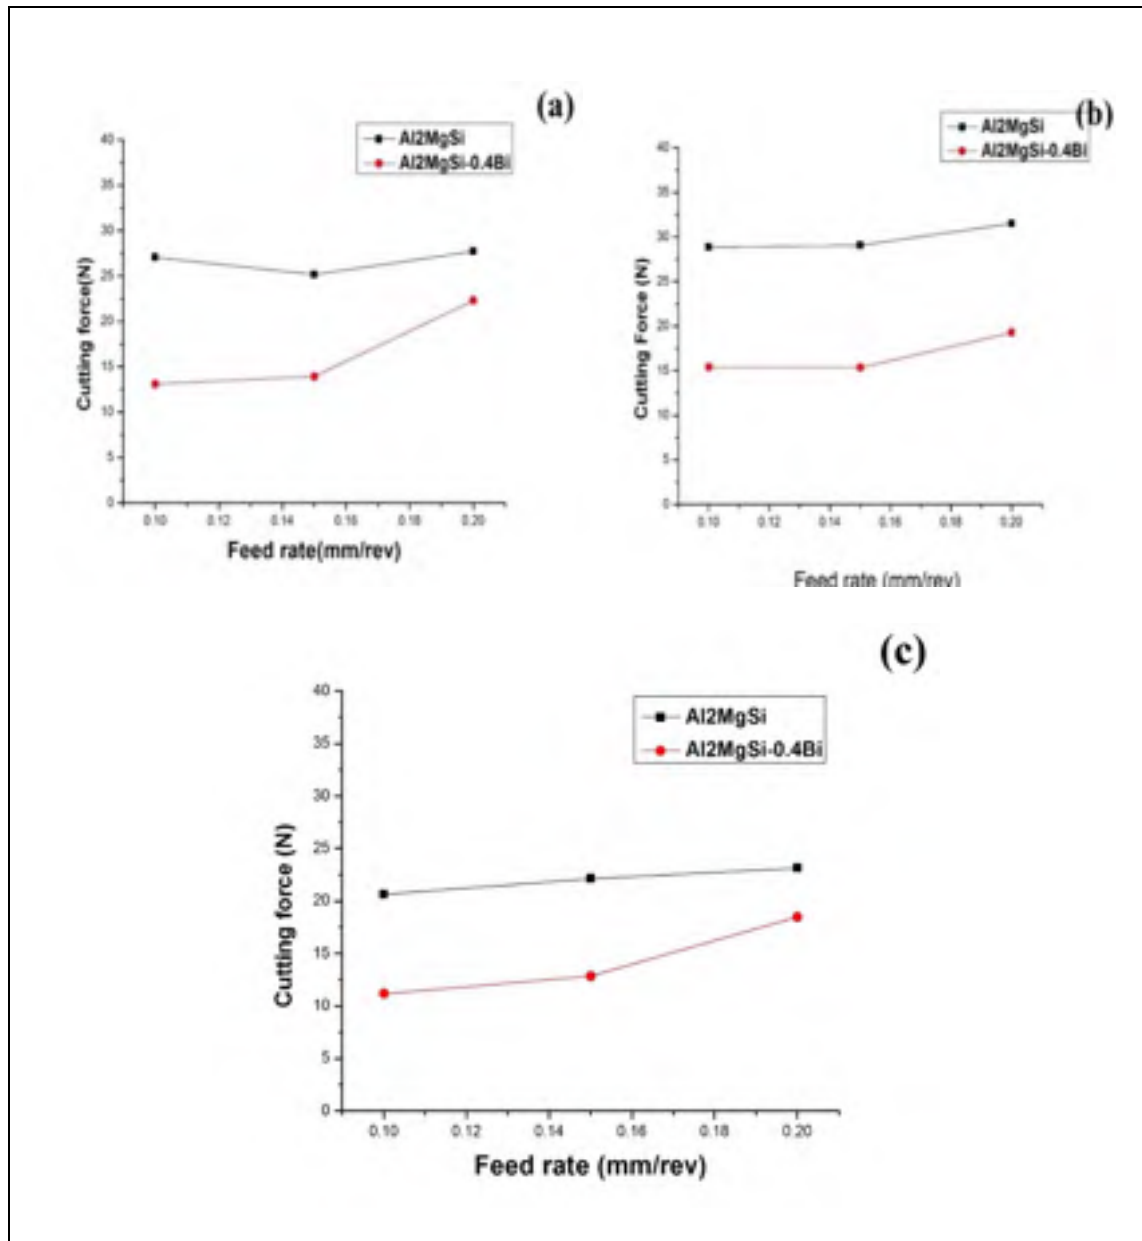 (a)
Al2MgSi
Al2MgSi-0.4Bi
40
35
30
25
20
15
10
5
0
Cutting force(N)
0.10 0.12 0.14 0.16 0.18 0.20
Feed rate(mm/rev)
(b)
Al2MgSi
Al2MgSi-0.4Bi
40
35
30
25
20
15
10
5
0
Cutting Force (N)
0.10 0.12 0.14 0.16 0.18 0.20
Feed rate (mm/rev)
(c)
Al2MgSi
Al2MgSi-0.4Bi
40
35
30
25
20
15
10
5
0
Cutting force (N)
0.10 0.12 0.14 0.16 0.18 0.20
Feed rate (mm/rev)